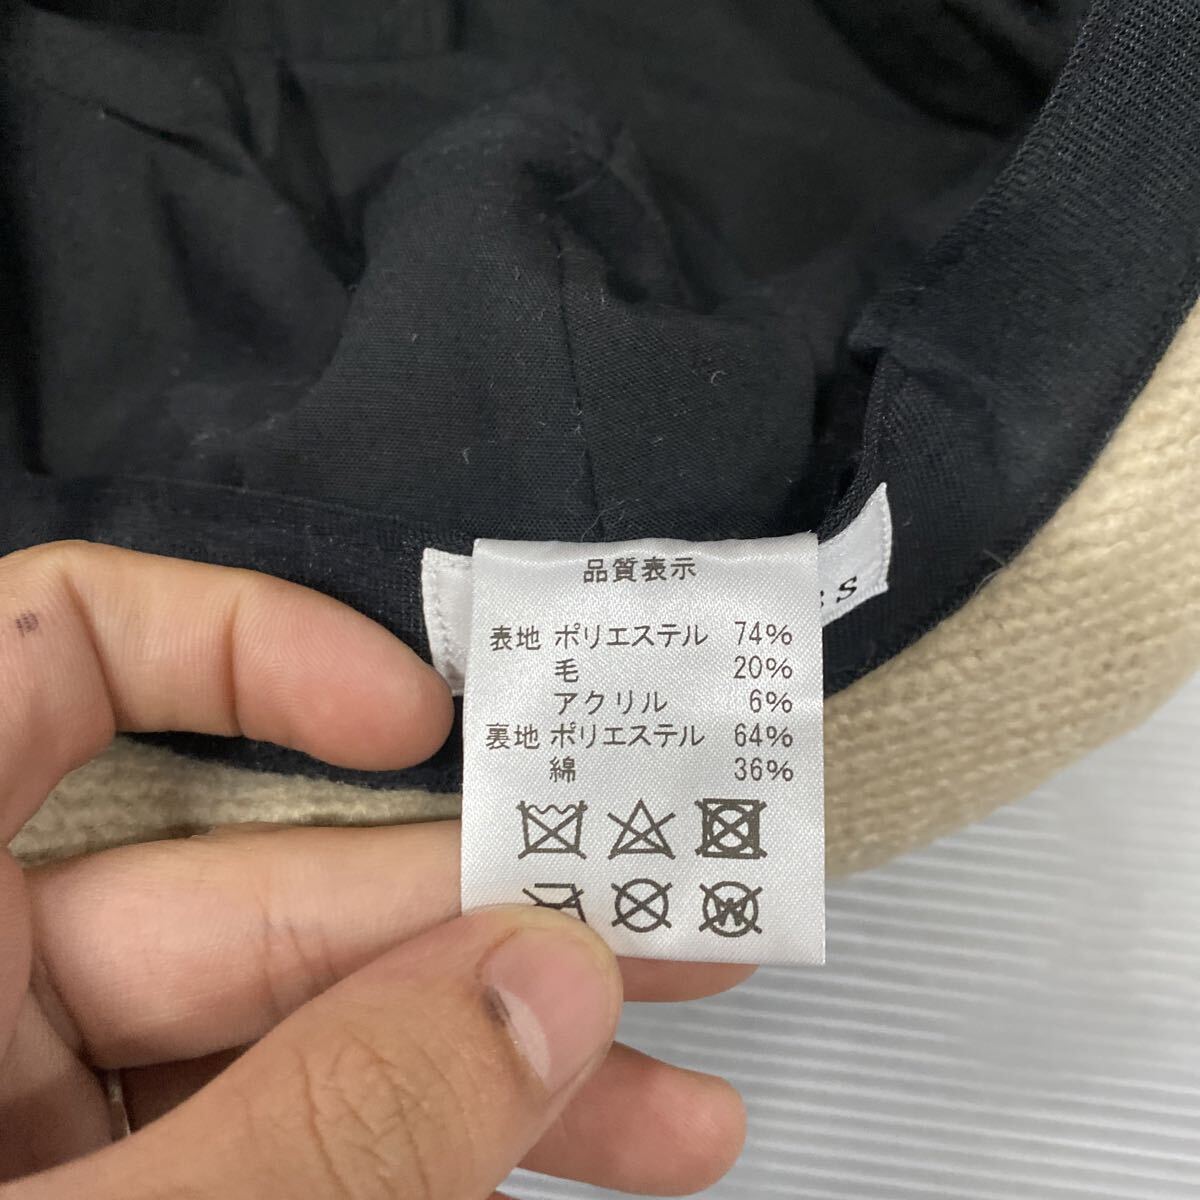 品質表示
表地 ポリエステル 74%
毛 20%
アクリル 6%
裏地 ポリエステル 64%
綿 36%
W